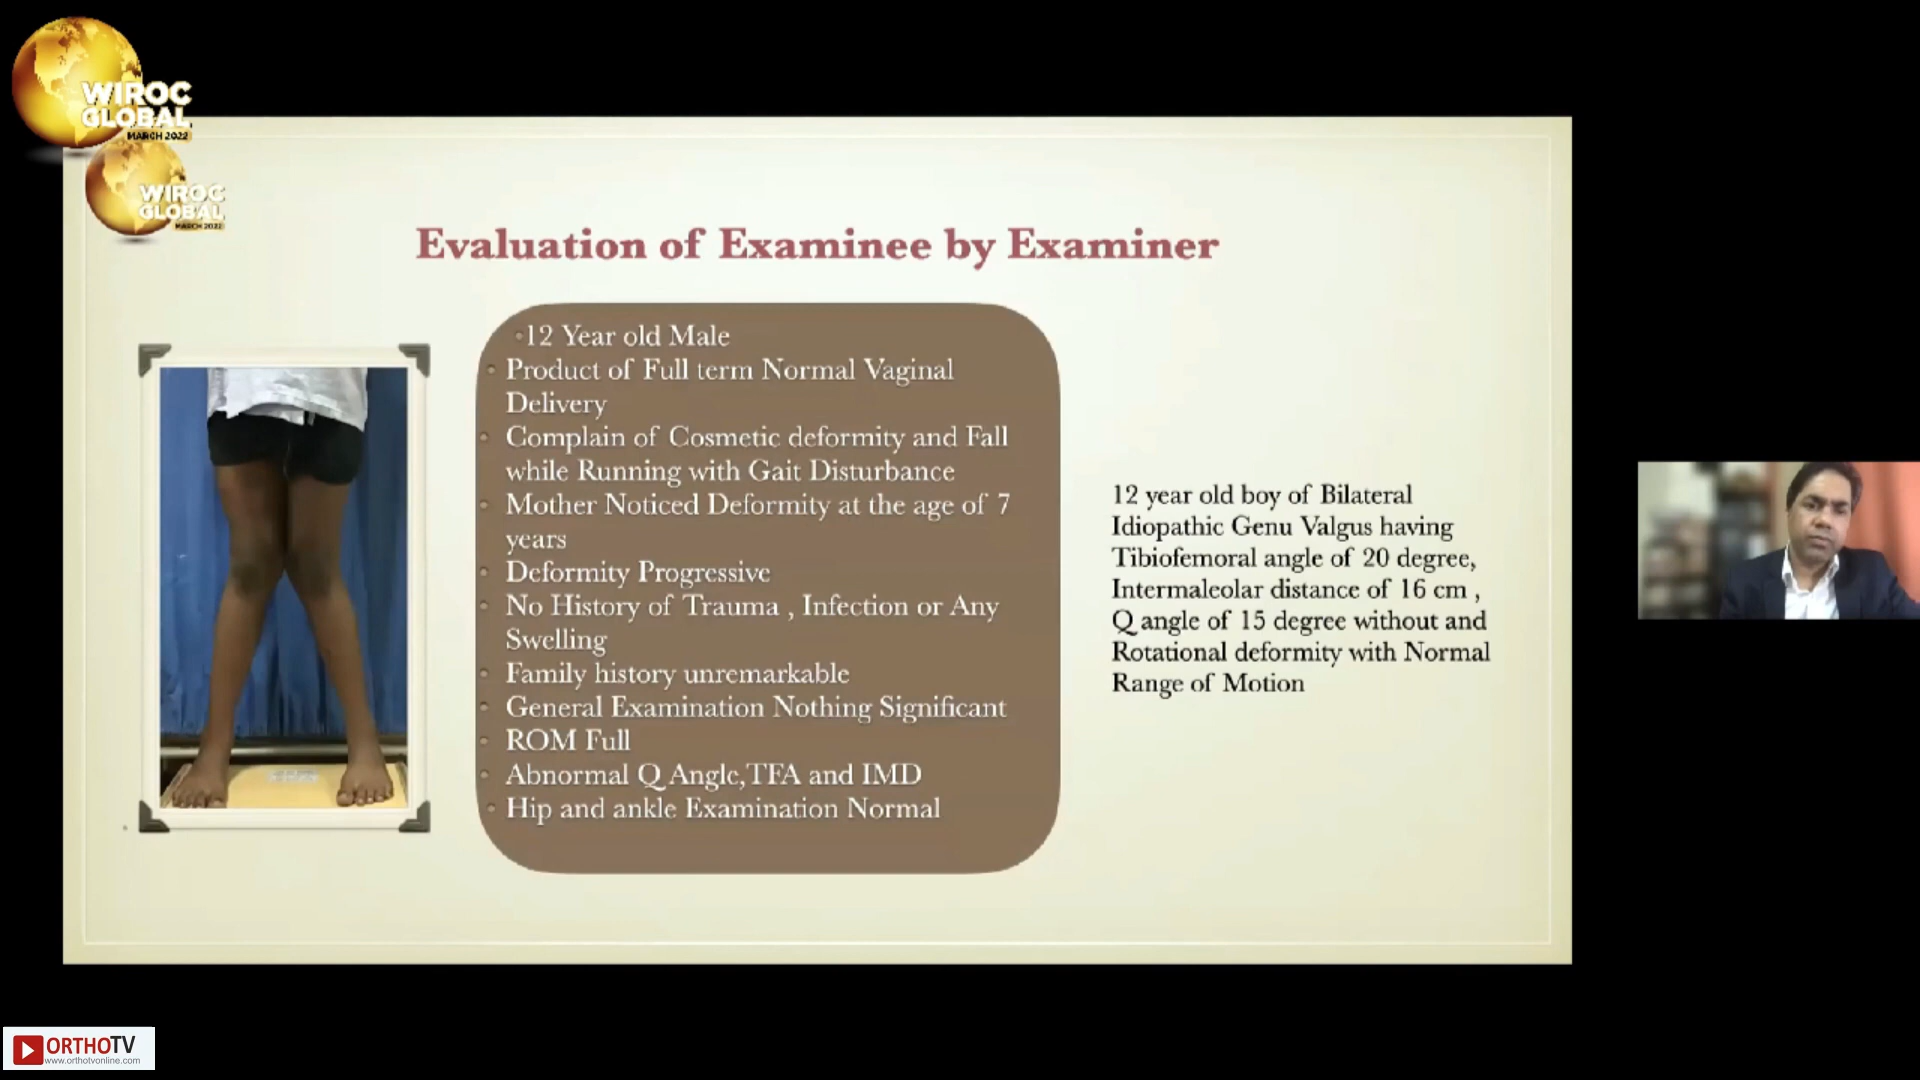 WIROC
GLOBAL
MARCH 2022
WIROC
GLOBAL
MARCH 2022
Evaluation of Examinee by Examiner
•12 Year old Male
• Product of Full term Normal Vaginal
Delivery
• Complain of Cosmetic deformity and Fall
while Running with Gait Disturbance
• Mother Noticed Deformity at the age of 7
years
• Deformity Progressive
• No History of Trauma , Infection or Any
Swelling
• Family history unremarkable
• General Examination Nothing Significant
• ROM Full
• Abnormal Q Angle,TFA and IMD
• Hip and ankle Examination Normal
12 year old boy of Bilateral
Idiopathic Genu Valgus having
Tibiofemoral angle of 20 degree,
Intermaleolar distance of 16 cm ,
Q angle of 15 degree without and
Rotational deformity with Normal
Range of Motion
ORTHOTV
www.orthotvonline.com